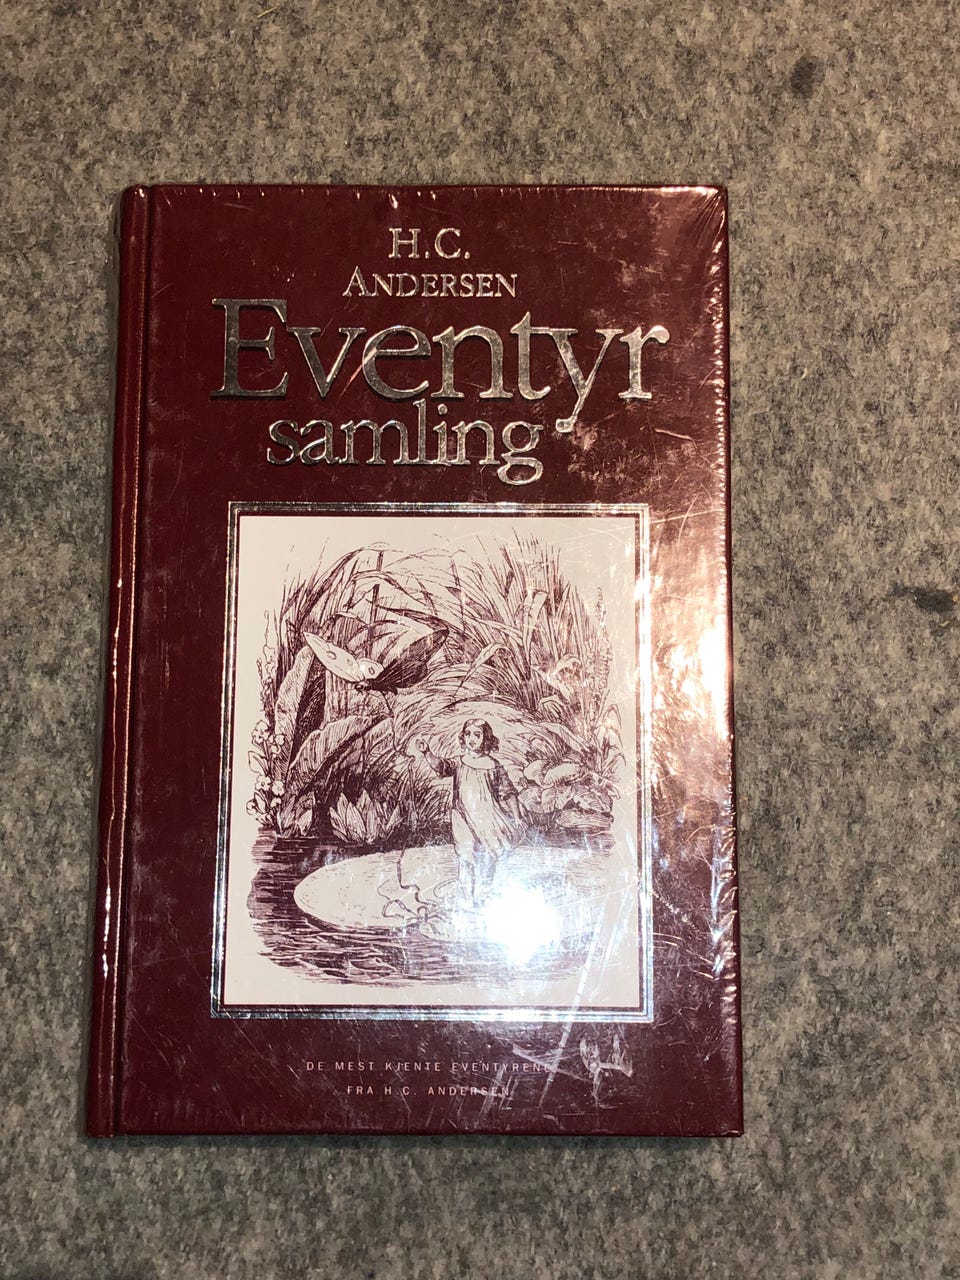 H.C.
ANDERSEN
Eventyr
samling
DE MEST KJENTE EVENTYRENE
FRA H.C. ANDERSEN